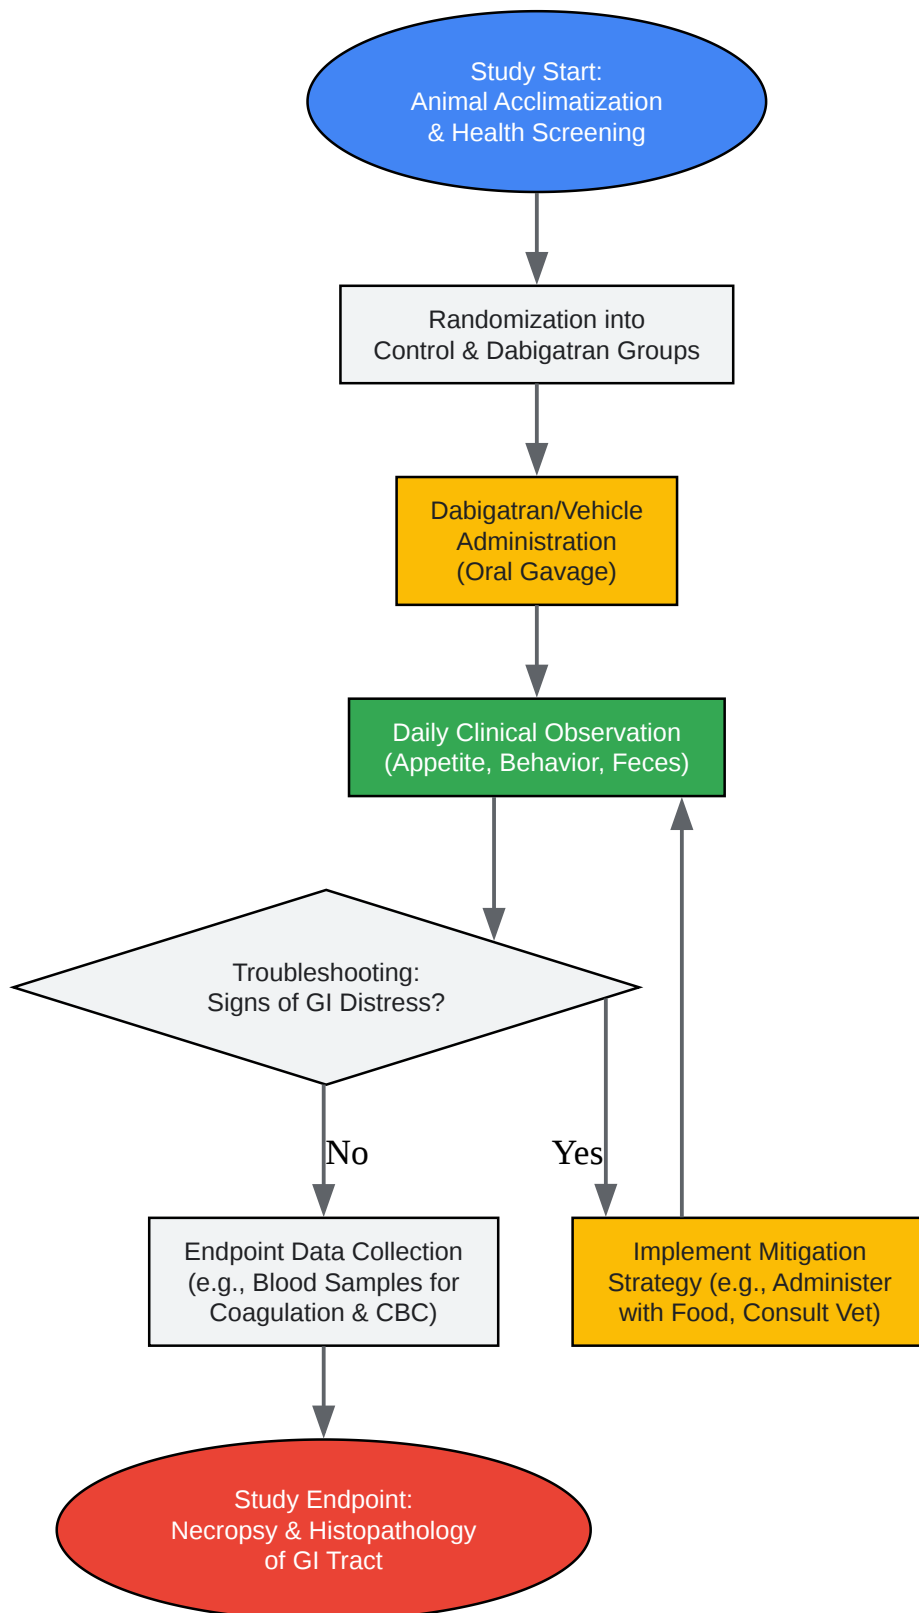 Study Start:
Animal Acclimatization
& Health Screening
Randomization into
Control & Dabigatran Groups
Dabigatran/Vehicle
Administration
(Oral Gavage)
Daily Clinical Observation
(Appetite, Behavior, Feces)
Troubleshooting:
Signs of GI Distress?
No
Yes
Endpoint Data Collection
(e.g., Blood Samples for
Coagulation & CBC)
Implement Mitigation
Strategy (e.g., Administer
with Food, Consult Vet)
Study Endpoint:
Necropsy & Histopathology
of GI Tract